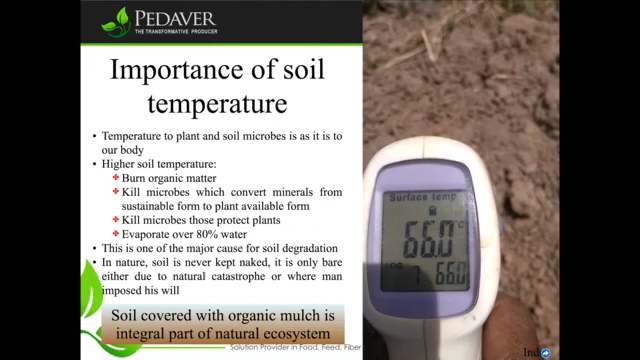 PEDAVER
THE TRANSFORMATIVE PRODUCER
Importance of soil
temperature
• Temperature to plant and soil microbes is as it is to
our body
• Higher soil temperature:
Burn organic matter
Kill microbes which convert minerals from
sustainable form to plant available form
Kill microbes those protect plants
Evaporate over 80% water
• This is one of the major cause for soil degradation
• In nature, soil is never kept naked, it is only bare
either due to natural catastrophe or where man
imposed his will
Soil covered with organic mulch is
integral part of natural ecosystem
Solution Provider in Food, Feed, Fiber
Surface temp
66.0 °C
LOG 7 66.0
Ind